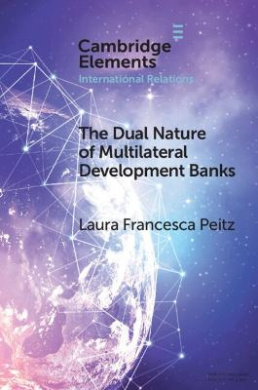 Cambridge
Elements
International Relations
The Dual Nature
of Multilateral
Development Banks
Laura Francesca Peitz